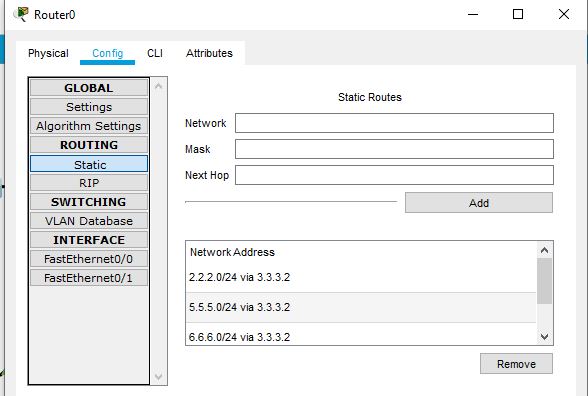 Router0
Physical Config CLI Attributes
GLOBAL
Settings
Algorithm Settings
ROUTING
Static
RIP
SWITCHING
VLAN Database
INTERFACE
FastEthernet0/0
FastEthernet0/1
Static Routes
Network
Mask
Next Hop
Add
Network Address
2.2.2.0/24 via 3.3.3.2
5.5.5.0/24 via 3.3.3.2
6.6.6.0/24 via 3.3.3.2
Remove